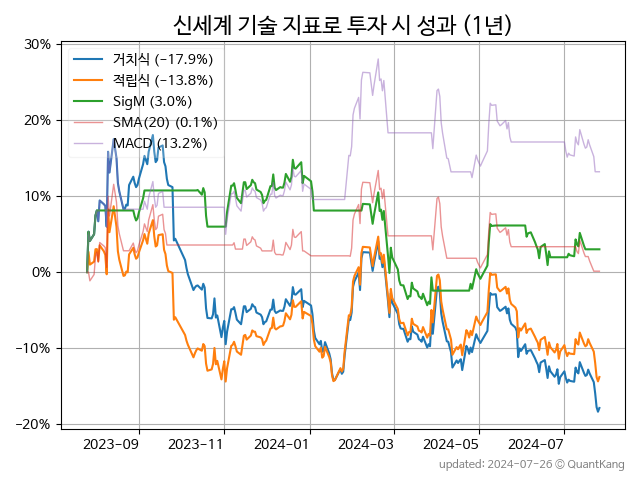 신세계 기술 지표로 투자 시 성과 (1년)
30%
20%
10%
0%
−10%
−20%
거치식 (−17.9%)
적립식 (−13.8%)
SigM (3.0%)
SMA(20) (0.1%)
MACD (13.2%)
2023−09 2023−11 2024−01 2024−03 2024−05 2024−07
updated: 2024-07-26 © QuantKang